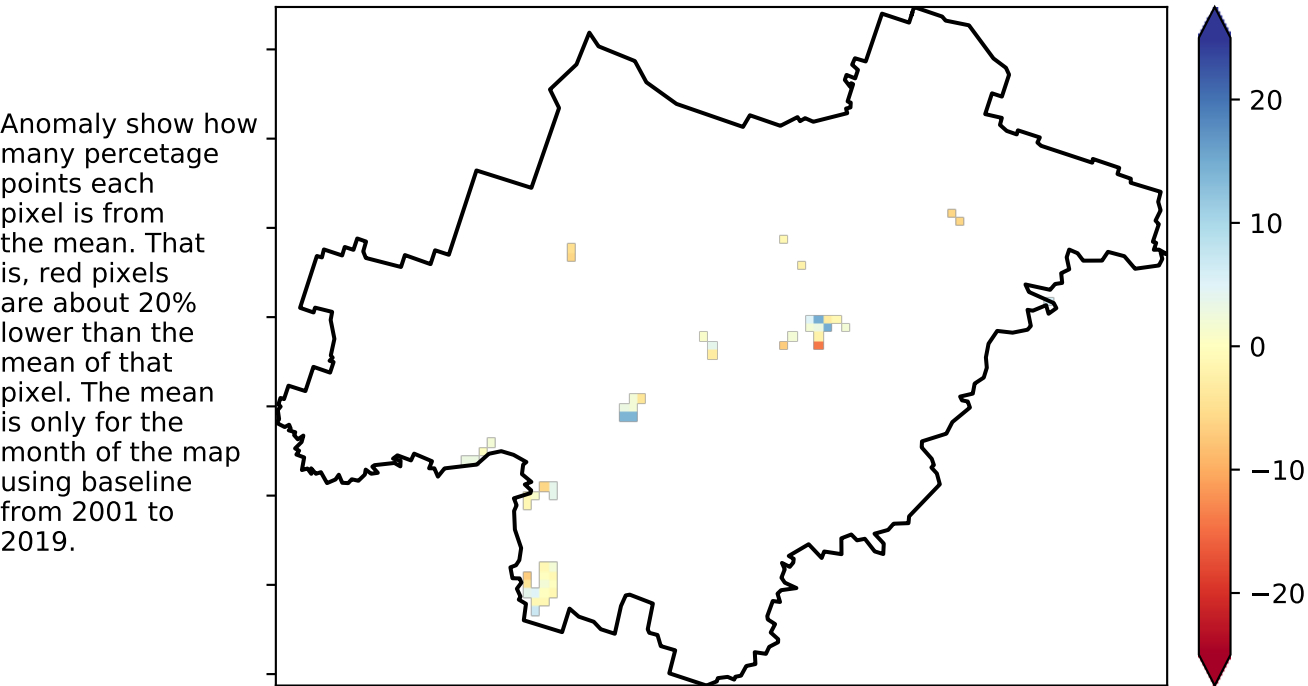 Anomaly show how
many percetage
points each
pixel is from
the mean. That
is, red pixels
are about 20%
lower than the
mean of that
pixel. The mean
is only for the
month of the map
using baseline
from 2001 to
2019.
20
10
0
−10
−20